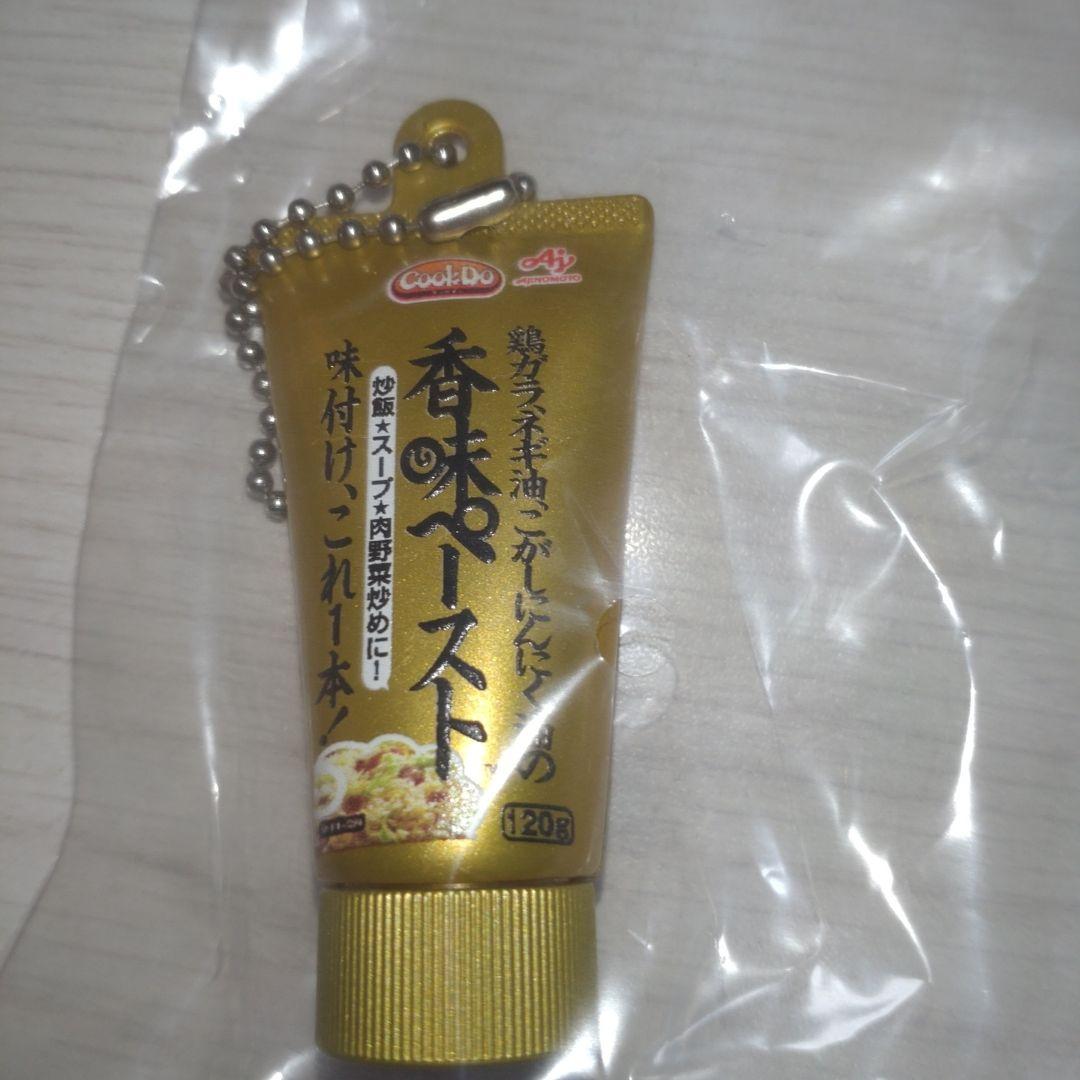 CookDo
Aji
AJINOMOTO
鶏ガラ、ネギ油、こがしにんにく油の
香味ペースト
炒飯★スープ★肉野菜炒めに!
味付け、これ1本!
120g